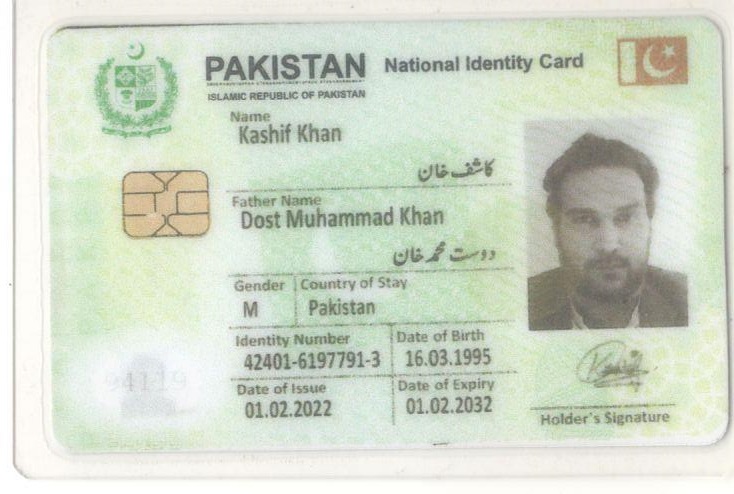 PAKISTAN National Identity Card
ISLAMIC REPUBLIC OF PAKISTAN
Name
Kashif Khan
کاشف خان
Father Name
Dost Muhammad Khan
دوست محمد خان
Gender Country of Stay
M Pakistan
Identity Number Date of Birth
42401-6197791-3 16.03.1995
Date of Issue Date of Expiry
01.02.2022 01.02.2032
94119
Holder's Signature